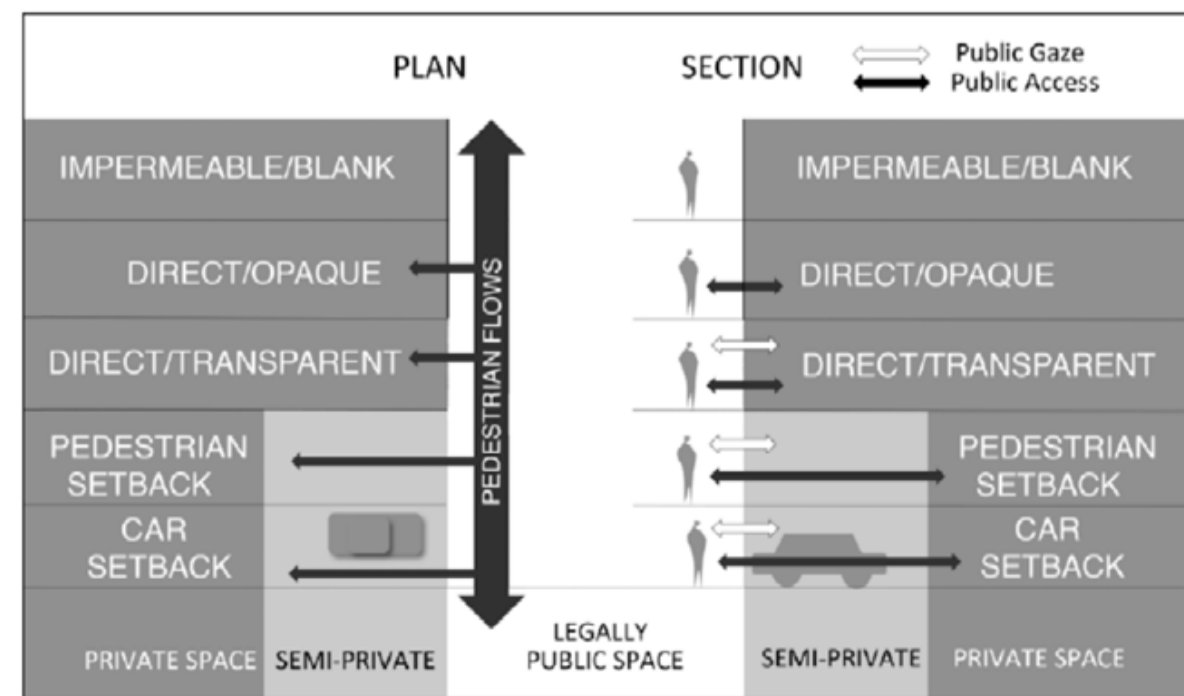 PLAN
SECTION
Public Gaze
Public Access
IMPERMEABLE/BLANK
IMPERMEABLE/BLANK
DIRECT/OPAQUE
DIRECT/OPAQUE
DIRECT/TRANSPARENT
DIRECT/TRANSPARENT
PEDESTRIAN FLOWS
PEDESTRIAN
SETBACK
PEDESTRIAN
SETBACK
CAR
SETBACK
CAR
SETBACK
PRIVATE SPACE
SEMI-PRIVATE
LEGALLY
PUBLIC SPACE
SEMI-PRIVATE
PRIVATE SPACE